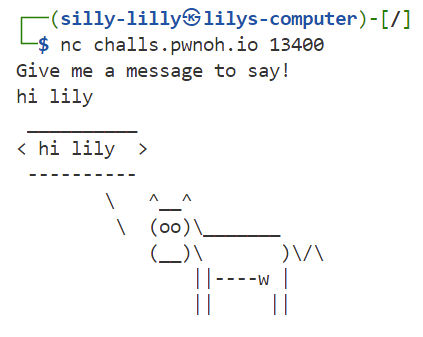 ┌──(silly-lilly㉿lilys-computer)-[/]
└─$ nc challs.pwnoh.io 13400
Give me a message to say!
hi lily
 __________
< hi lily  >
 ----------
        \   ^__^
         \  (oo)\_______
            (__)\       )\/\
                ||----w |
                ||     ||